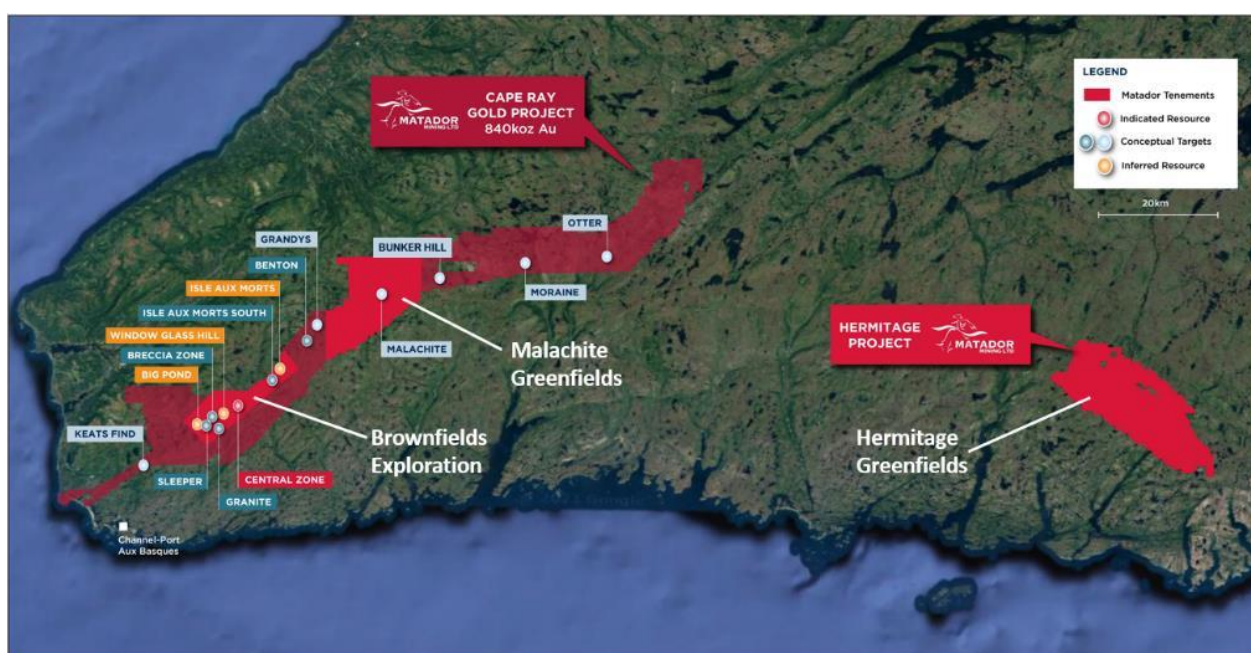 MATADOR
MINING LTD
CAPE RAY
GOLD PROJECT
840koz Au
LEGEND
Matador Tenements
Indicated Resource
Conceptual Targets
Inferred Resource
20km
GRANDYS
BENTON
ISLE AUX MORTS
ISLE AUX MORTS SOUTH
WINDOW GLASS HILL
BRECCIA ZONE
BIG POND
KEATS FIND
SLEEPER
GRANITE
CENTRAL ZONE
BUNKER HILL
OTTER
MORAINE
MALACHITE
Malachite
Greenfields
Brownfields
Exploration
HERMITAGE
PROJECT
MATADOR
MINING LTD
Hermitage
Greenfields
Channel-Port
Aux Basques